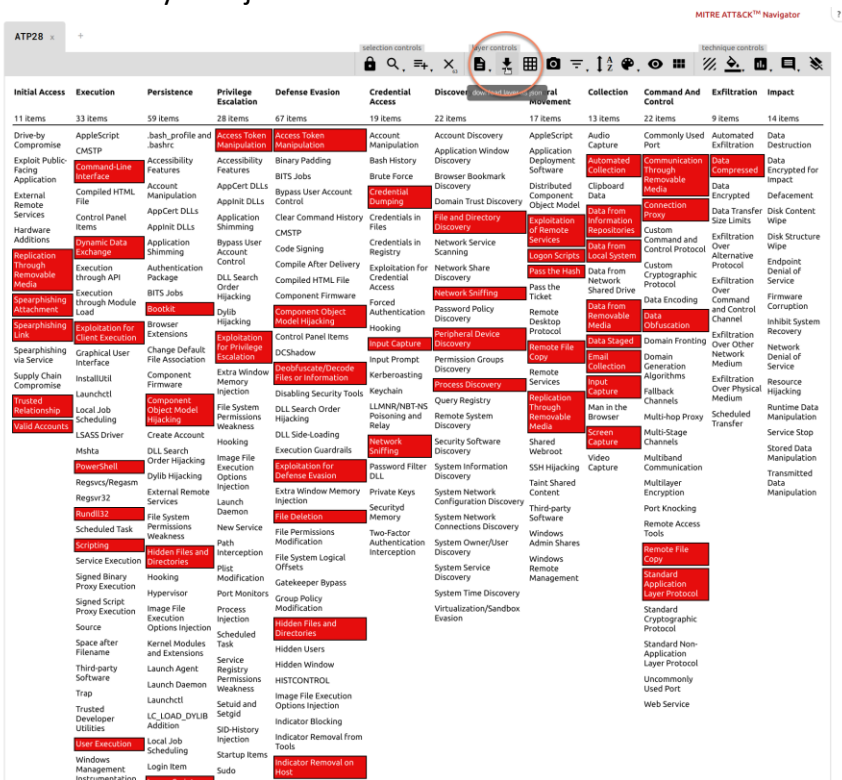 MITRE ATT&CK™ Navigator
?
ATP28 ×
+
selection controls
layer controls
technique controls
download layer as json
Initial Access
11 items
Drive-by
Compromise
Exploit Public-
Facing
Application
External
Remote
Services
Hardware
Additions
Replication
Through
Removable
Media
Spearphishing
Attachment
Spearphishing
Link
Spearphishing
via Service
Supply Chain
Compromise
Trusted
Relationship
Valid Accounts
Execution
33 items
AppleScript
CMSTP
Command-Line
Interface
Compiled HTML
File
Control Panel
Items
Dynamic Data
Exchange
Execution
through API
Execution
through Module
Load
Exploitation for
Client Execution
Graphical User
Interface
InstallUtil
Launchctl
Local Job
Scheduling
LSASS Driver
Mshta
PowerShell
Regsvcs/Regasm
Regsvr32
Rundll32
Scheduled Task
Scripting
Service Execution
Signed Binary
Proxy Execution
Signed Script
Proxy Execution
Source
Space after
Filename
Third-party
Software
Trap
Trusted
Developer
Utilities
User Execution
Windows
Management
Instrumentation
Persistence
59 items
.bash_profile and
.bashrc
Accessibility
Features
Account
Manipulation
AppCert DLLs
AppInit DLLs
Application
Shimming
Authentication
Package
BITS Jobs
Bootkit
Browser
Extensions
Change Default
File Association
Component
Firmware
Component
Object Model
Hijacking
Create Account
DLL Search
Order Hijacking
Dylib Hijacking
External Remote
Services
File System
Permissions
Weakness
Hidden Files and
Directories
Hooking
Hypervisor
Image File
Execution
Options Injection
Kernel Modules
and Extensions
Launch Agent
Launch Daemon
Launchctl
LC_LOAD_DYLIB
Addition
Local Job
Scheduling
Login Item
Privilege
Escalation
28 items
Access Token
Manipulation
Accessibility
Features
AppCert DLLs
AppInit DLLs
Application
Shimming
Bypass User
Account
Control
DLL Search
Order
Hijacking
Dylib
Hijacking
Exploitation
for Privilege
Escalation
Extra Window
Memory
Injection
File System
Permissions
Weakness
Hooking
Image File
Execution
Options
Injection
Launch
Daemon
New Service
Path
Interception
Plist
Modification
Port Monitors
Process
Injection
Scheduled
Task
Service
Registry
Permissions
Weakness
Setuid and
Setgid
SID-History
Injection
Startup Items
Sudo
Defense Evasion
67 items
Access Token
Manipulation
Binary Padding
BITS Jobs
Bypass User Account
Control
Clear Command History
CMSTP
Code Signing
Compile After Delivery
Compiled HTML File
Component Firmware
Component Object
Model Hijacking
Control Panel Items
DCShadow
Deobfuscate/Decode
Files or Information
Disabling Security Tools
DLL Search Order
Hijacking
DLL Side-Loading
Execution Guardrails
Exploitation for
Defense Evasion
Extra Window Memory
Injection
File Deletion
File Permissions
Modification
File System Logical
Offsets
Gatekeeper Bypass
Group Policy
Modification
Hidden Files and
Directories
Hidden Users
Hidden Window
HISTCONTROL
Image File Execution
Options Injection
Indicator Blocking
Indicator Removal from
Tools
Indicator Removal on
Host
Credential
Access
19 items
Account
Manipulation
Bash History
Brute Force
Credential
Dumping
Credentials in
Files
Credentials in
Registry
Exploitation for
Credential
Access
Forced
Authentication
Hooking
Input Capture
Input Prompt
Kerberoasting
Keychain
LLMNR/NBT-NS
Poisoning and
Relay
Network
Sniffing
Password Filter
DLL
Private Keys
Securityd
Memory
Two-Factor
Authentication
Interception
Discover
22 items
Account Discovery
Application Window
Discovery
Browser Bookmark
Discovery
Domain Trust Discovery
File and Directory
Discovery
Network Service
Scanning
Network Share
Discovery
Network Sniffing
Password Policy
Discovery
Peripheral Device
Discovery
Permission Groups
Discovery
Process Discovery
Query Registry
Remote System
Discovery
Security Software
Discovery
System Information
Discovery
System Network
Configuration Discovery
System Network
Connections Discovery
System Owner/User
Discovery
System Service
Discovery
System Time Discovery
Virtualization/Sandbox
Evasion
ral
Movement
17 items
AppleScript
Application
Deployment
Software
Distributed
Component
Object Model
Exploitation
of Remote
Services
Logon Scripts
Pass the Hash
Pass the
Ticket
Remote
Desktop
Protocol
Remote File
Copy
Remote
Services
Replication
Through
Removable
Media
Shared
Webroot
SSH Hijacking
Taint Shared
Content
Third-party
Software
Windows
Admin Shares
Windows
Remote
Management
Collection
13 items
Audio
Capture
Automated
Collection
Clipboard
Data
Data from
Information
Repositories
Data from
Local System
Data from
Network
Shared Drive
Data from
Removable
Media
Data Staged
Email
Collection
Input
Capture
Man in the
Browser
Screen
Capture
Video
Capture
Command And
Control
22 items
Commonly Used
Port
Communication
Through
Removable
Media
Connection
Proxy
Custom
Command and
Control Protocol
Custom
Cryptographic
Protocol
Data Encoding
Data
Obfuscation
Domain Fronting
Domain
Generation
Algorithms
Fallback
Channels
Multi-hop Proxy
Multi-Stage
Channels
Multiband
Communication
Multilayer
Encryption
Port Knocking
Remote Access
Tools
Remote File
Copy
Standard
Application
Layer Protocol
Standard
Cryptographic
Protocol
Standard Non-
Application
Layer Protocol
Uncommonly
Used Port
Web Service
Exfiltration
9 items
Automated
Exfiltration
Data
Compressed
Data
Encrypted
Data Transfer
Size Limits
Exfiltration
Over
Alternative
Protocol
Exfiltration
Over
Command
and Control
Channel
Exfiltration
Over Other
Network
Medium
Exfiltration
Over Physical
Medium
Scheduled
Transfer
Impact
14 items
Data
Destruction
Data
Encrypted for
Impact
Defacement
Disk Content
Wipe
Disk Structure
Wipe
Endpoint
Denial of
Service
Firmware
Corruption
Inhibit System
Recovery
Network
Denial of
Service
Resource
Hijacking
Runtime Data
Manipulation
Service Stop
Stored Data
Manipulation
Transmitted
Data
Manipulation